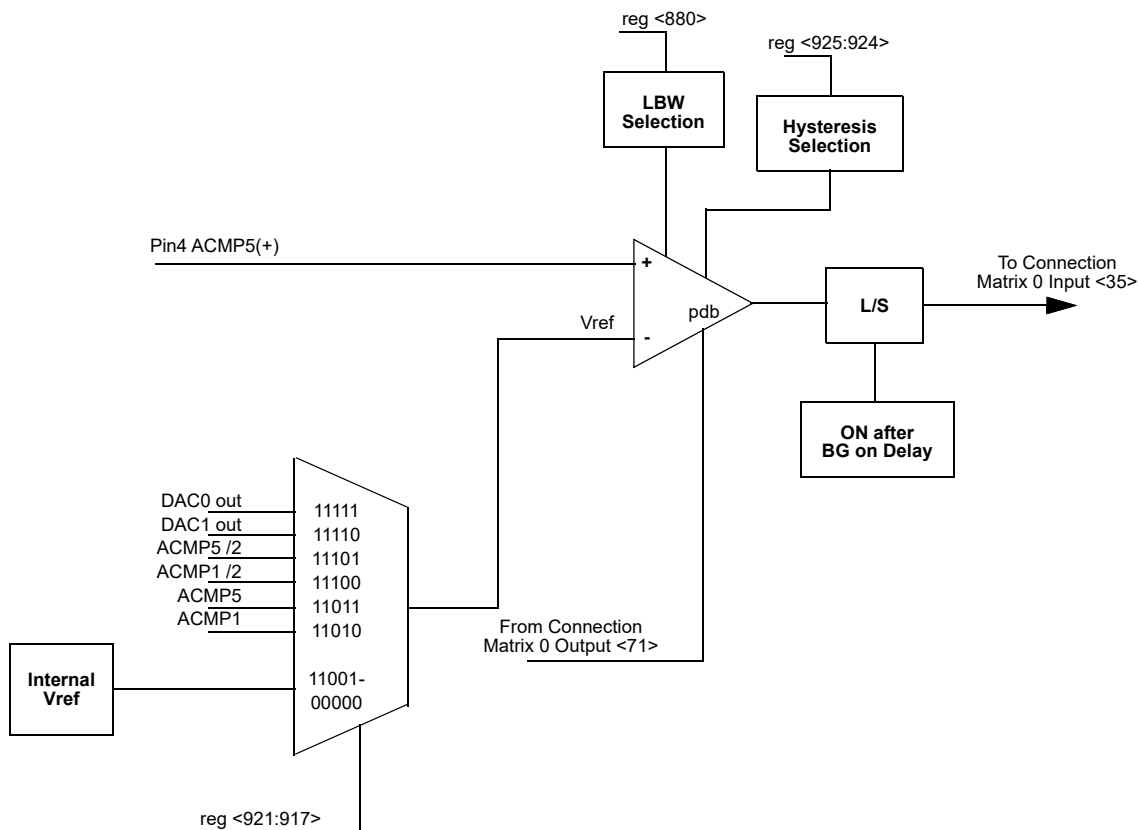 reg <880>
reg <925:924>
LBW
Selection
Hysteresis
Selection
Pin4 ACMP5(+)
+
To Connection
Matrix 0 Input <35>
L/S
pdb
Vref
-
ON after
BG on Delay
DAC0 out
11111
DAC1 out
11110
ACMP5 /2
11101
ACMP1 /2
11100
ACMP5
11011
ACMP1
11010
From Connection
Matrix 0 Output <71>
Internal
Vref
11001-
00000
reg <921:917>